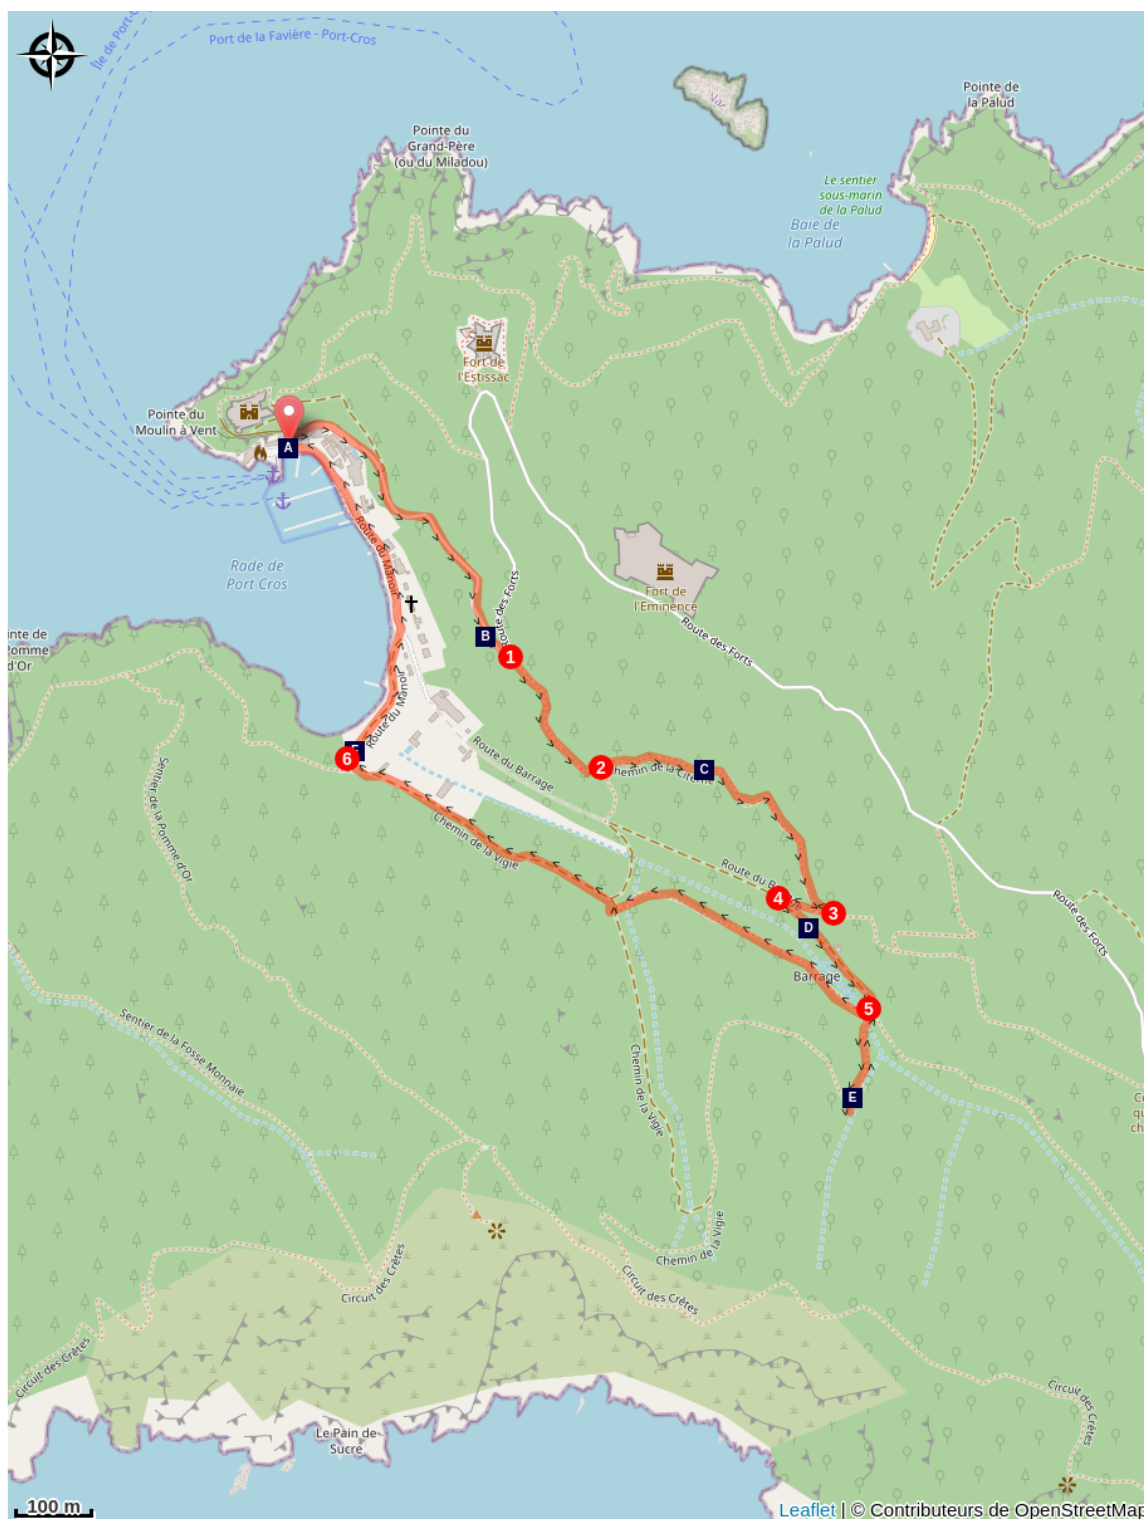 Île de Port-C
Port de la Favière - Port-Cros
Var
Pointe de
la Palud
Pointe du
Grand-Père
(ou du Miladou)
Le sentier
sous-marin
de la Palud
Baie de
la Palud
Fort de
l'Estissac
Pointe du
Moulin à Vent
A
Route du Manoir
Rade de
Port Cros
Fort de
l'Eminence
Route des Forts
Route des Forts
B
1
inte de
Pomme
d'Or
Route du Manoir
6
Route du Barrage
2
Chemin de la Citerne
C
Sentier de la Pomme d'Or
Chemin de la Vigie
Route du B
4
3
D
Route des Forts
Barrage
5
Sentier de la Fosse Monnaie
Chemin de la Vigie
E
C
qu
ch
Chemin de la Vigie
Circuit des Crêtes
Circuit des Crêtes
Circuit des Crêtes
Circuit des Crêtes
Le Pain de
Sucre
100 m
Leaflet | © Contributeurs de OpenStreetMap